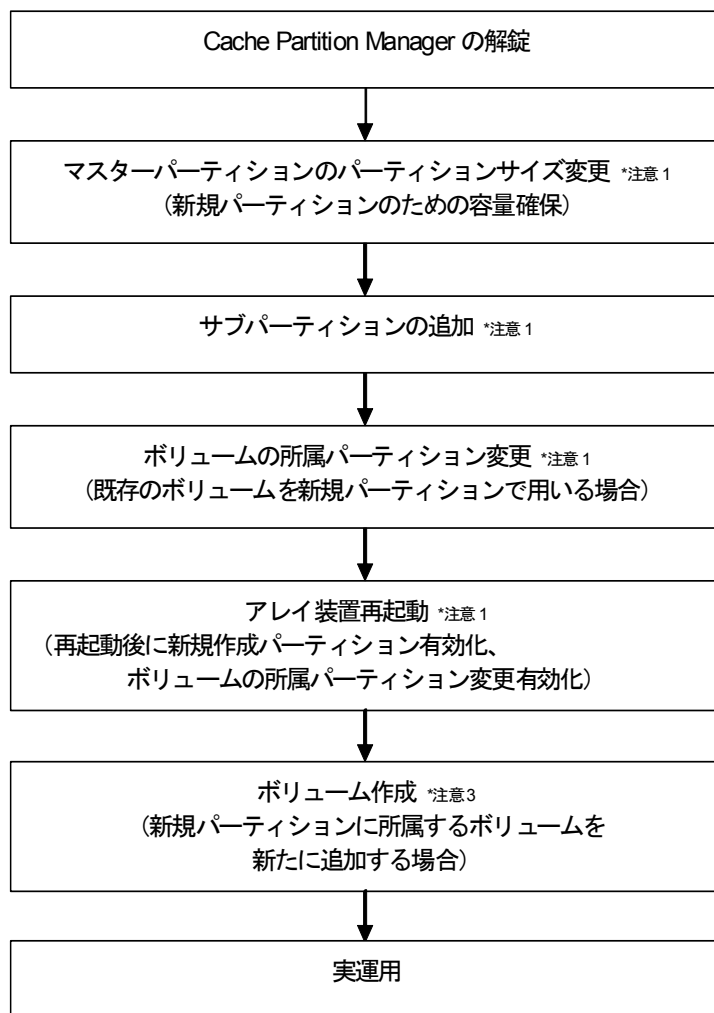 Cache Partition Manager の解錠
マスターパーティションのパーティションサイズ変更 *注意 1
（新規パーティションのための容量確保）
サブパーティションの追加 *注意 1
ボリュームの所属パーティション変更 *注意 1
（既存のボリュームを新規パーティションで用いる場合）
アレイ装置再起動 *注意 1
（再起動後に新規作成パーティション有効化、
ボリュームの所属パーティション変更有効化）
ボリューム作成 *注意3
（新規パーティションに所属するボリュームを
新たに追加する場合）
実運用